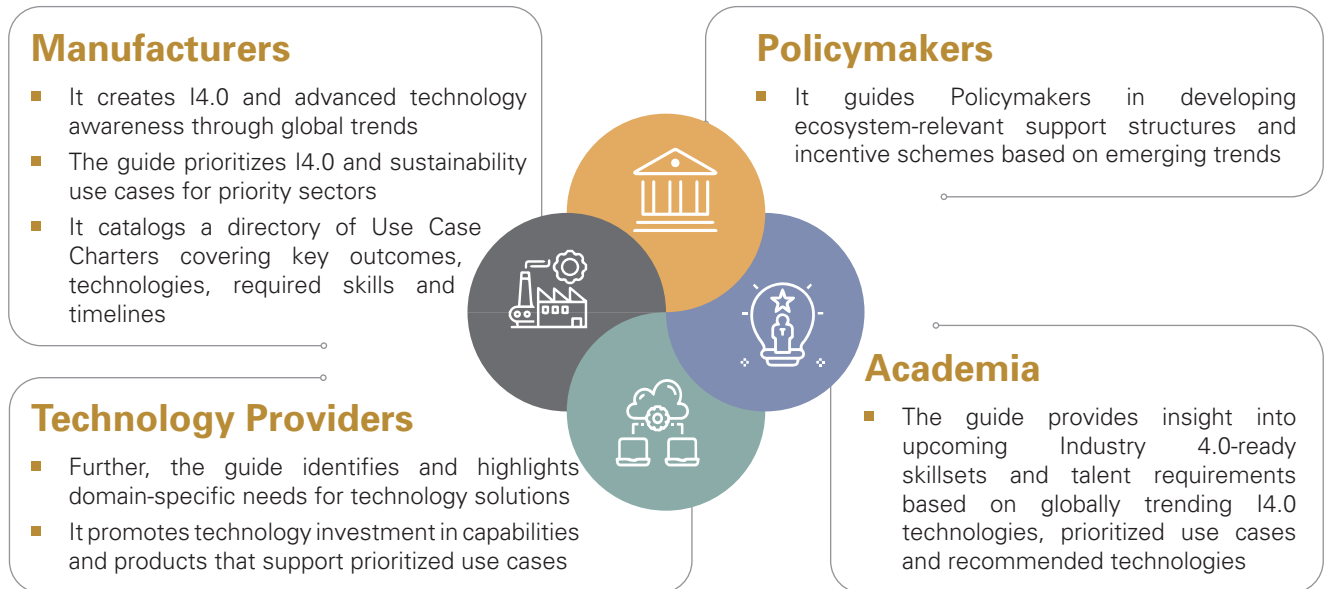 Manufacturers
It creates I4.0 and advanced technology
awareness through global trends
The guide prioritizes I4.0 and sustainability
use cases for priority sectors
It catalogs a directory of Use Case
Charters covering key outcomes,
technologies, required skills and
timelines
Policymakers
It guides Policymakers in developing
ecosystem-relevant support structures and
incentive schemes based on emerging trends
Technology Providers
Further, the guide identifies and highlights
domain-specific needs for technology solutions
It promotes technology investment in capabilities
and products that support prioritized use cases
Academia
The guide provides insight into
upcoming Industry 4.0-ready
skillsets and talent requirements
based on globally trending I4.0
technologies, prioritized use cases
and recommended technologies